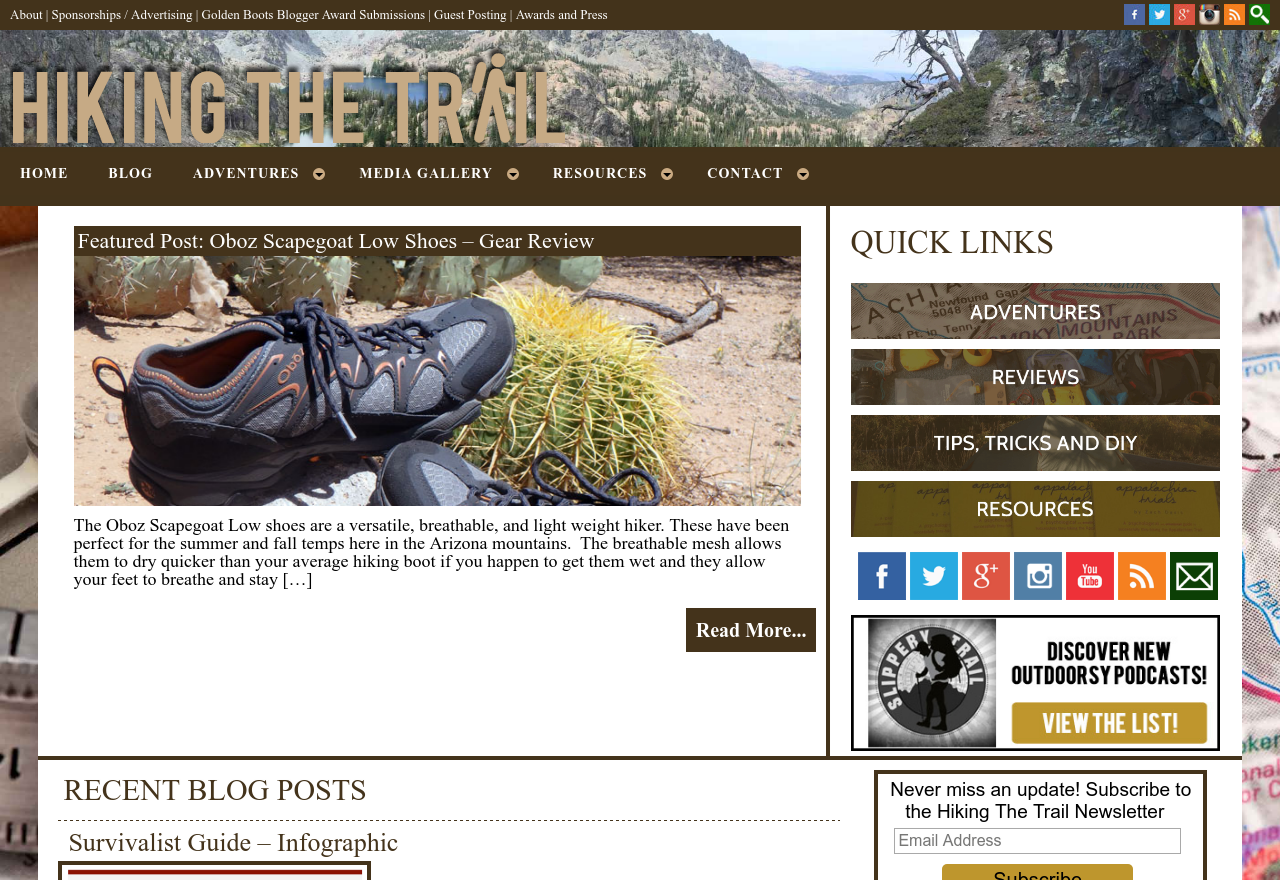 About | Sponsorships / Advertising | Golden Boots Blogger Award Submissions | Guest Posting | Awards and Press
HIKING THE TRAIL
HOME BLOG ADVENTURES MEDIA GALLERY RESOURCES CONTACT
Featured Post: Oboz Scapegoat Low Shoes – Gear Review
Oboz
The Oboz Scapegoat Low shoes are a versatile, breathable, and light weight hiker. These have been
perfect for the summer and fall temps here in the Arizona mountains.  The breathable mesh allows
them to dry quicker than your average hiking boot if you happen to get them wet and they allow
your feet to breathe and stay […]
Read More...
QUICK LINKS
ADVENTURES
REVIEWS
TIPS, TRICKS AND DIY
RESOURCES
You
Tube
SLIPPERY TRAIL
DISCOVER NEW
OUTDOORSY PODCASTS!
VIEW THE LIST!
RECENT BLOG POSTS
Survivalist Guide – Infographic
Never miss an update! Subscribe to
the Hiking The Trail Newsletter
Email Address
Subscribe